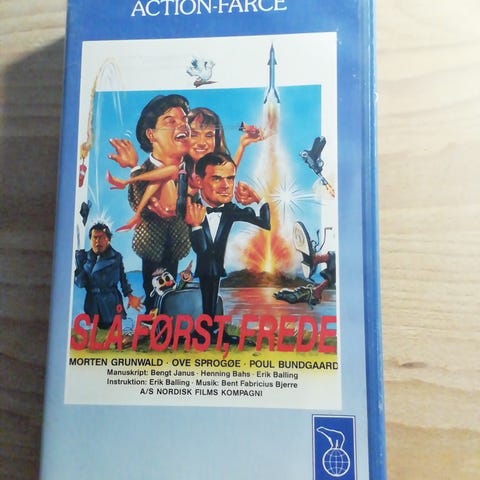 ACTION-FARCE
SLÅ FØRST, FREDE
MORTEN GRUNWALD · OVE SPROGØE · POUL BUNDGAARD
Manuskript: Bengt Janus · Henning Bahs · Erik Balling
Instruktion: Erik Balling · Musik: Bent Fabricius Bjerre
A/S NORDISK FILMS KOMPAGNI